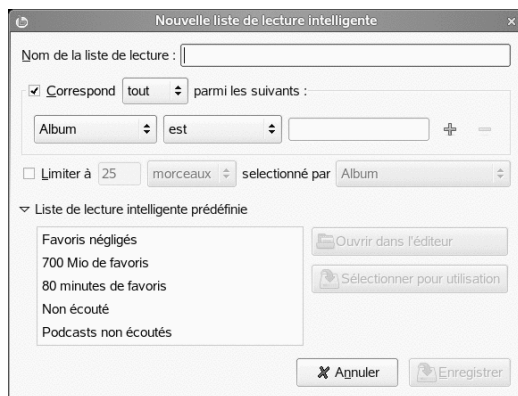 Nouvelle liste de lecture intelligente
Nom de la liste de lecture :
Correspond tout parmi les suivants :
Album est
Limiter à 25 morceaux selectionné par Album
Liste de lecture intelligente prédéfinie
Favoris négligés
700 Mio de favoris
80 minutes de favoris
Non écouté
Podcasts non écoutés
Ouvrir dans l'éditeur
Sélectionner pour utilisation
Annuler Enregistrer